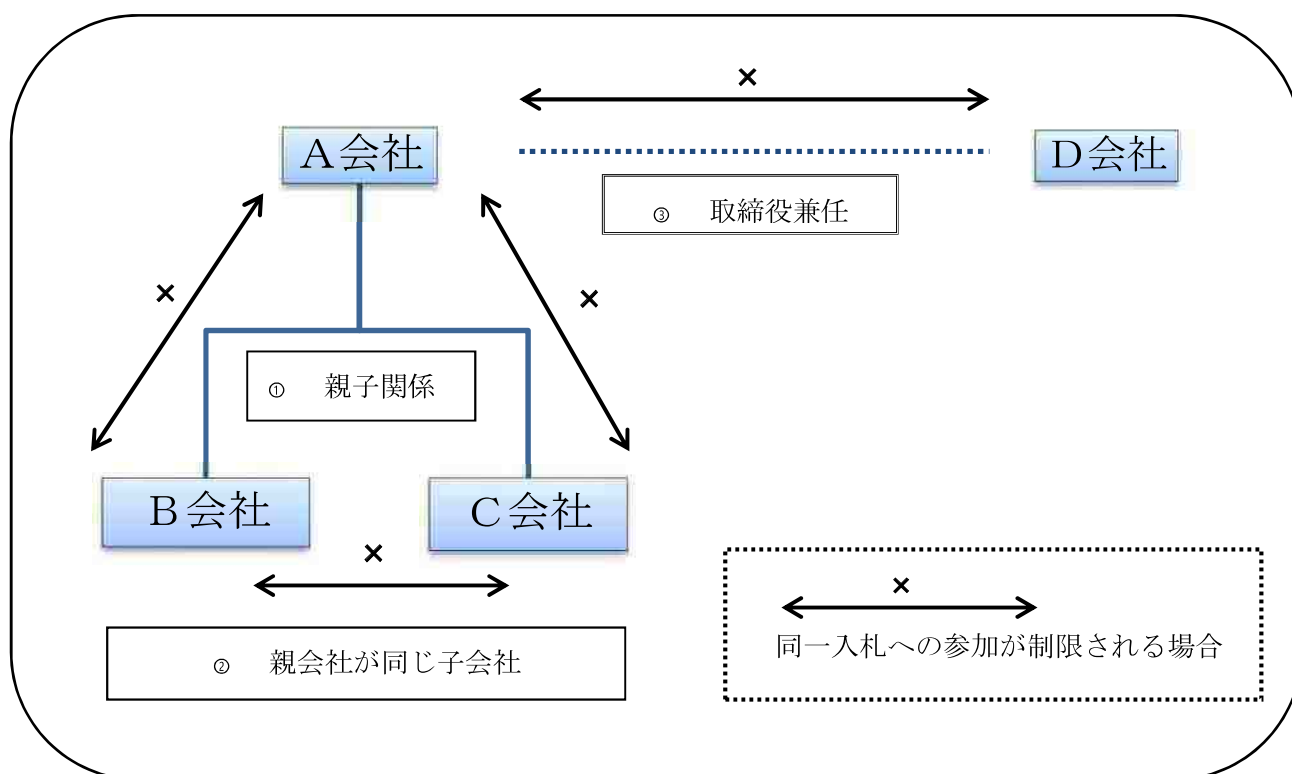 ×
Ａ会社
Ｄ会社
③　取締役兼任
×
×
①　親子関係
Ｂ会社
Ｃ会社
×
②　親会社が同じ子会社
×
同一入札への参加が制限される場合